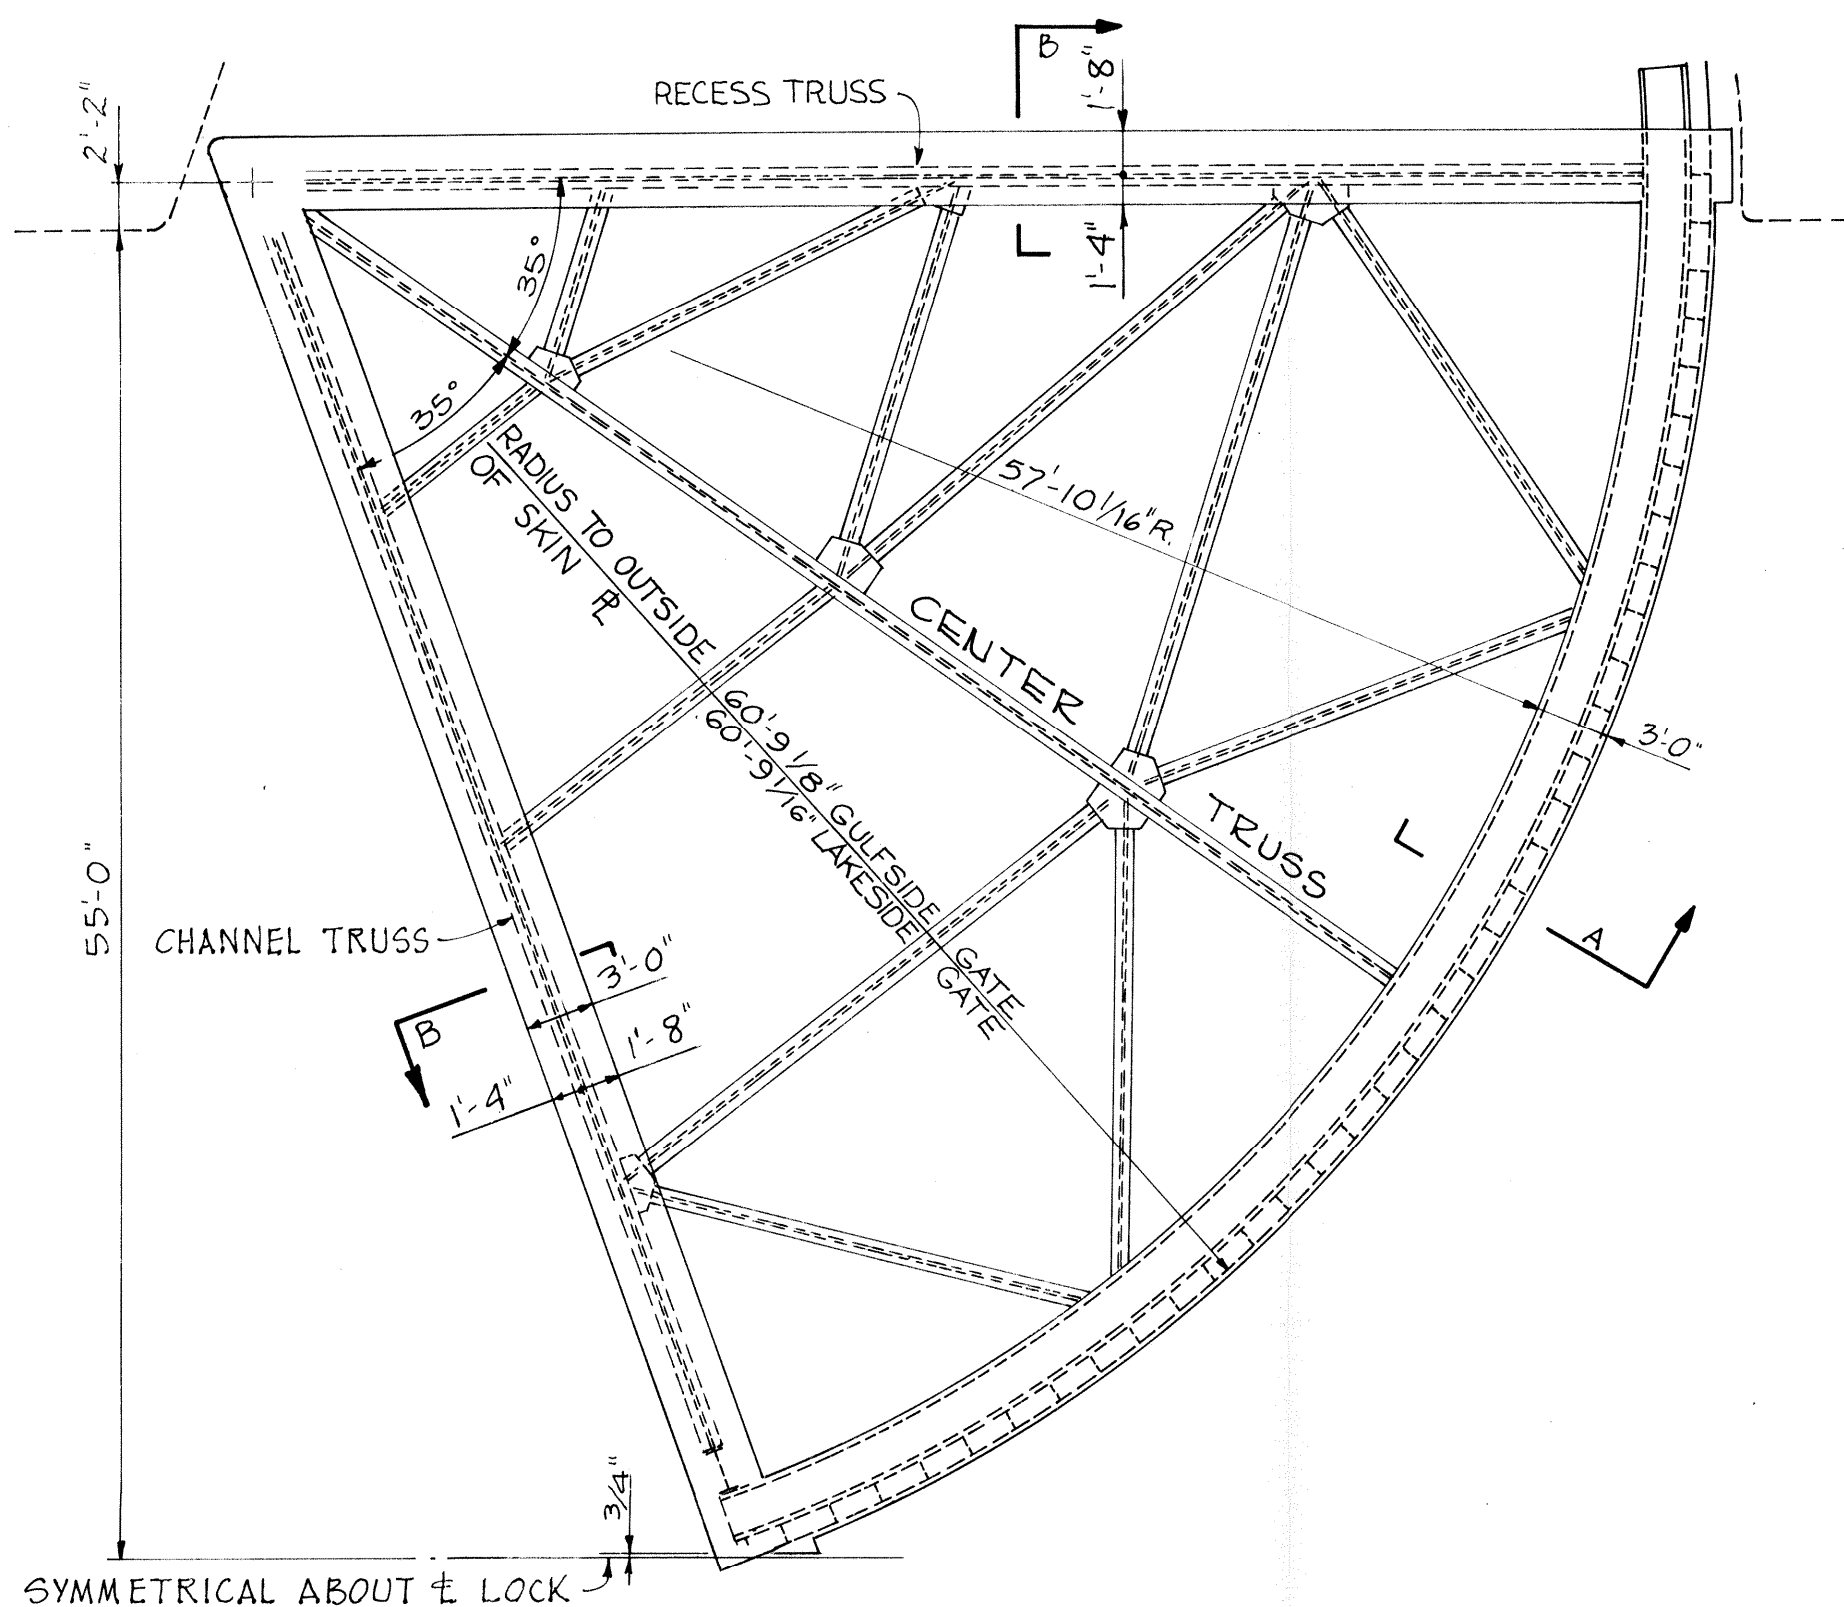 B
1'-8"
RECESS TRUSS
2'-2"
1'-4"
35°
35°
RADIUS TO OUTSIDE
OF SKIN ℙL
57'-10 1/16" R.
CENTER
TRUSS
3'-0"
60'-9 1/8" GULFSIDE GATE
60'-9 1/16" LAKESIDE GATE
55'-0"
CHANNEL TRUSS
A
3'-0"
B
1'-8"
1'-4"
3/4"
SYMMETRICAL ABOUT ℄ LOCK